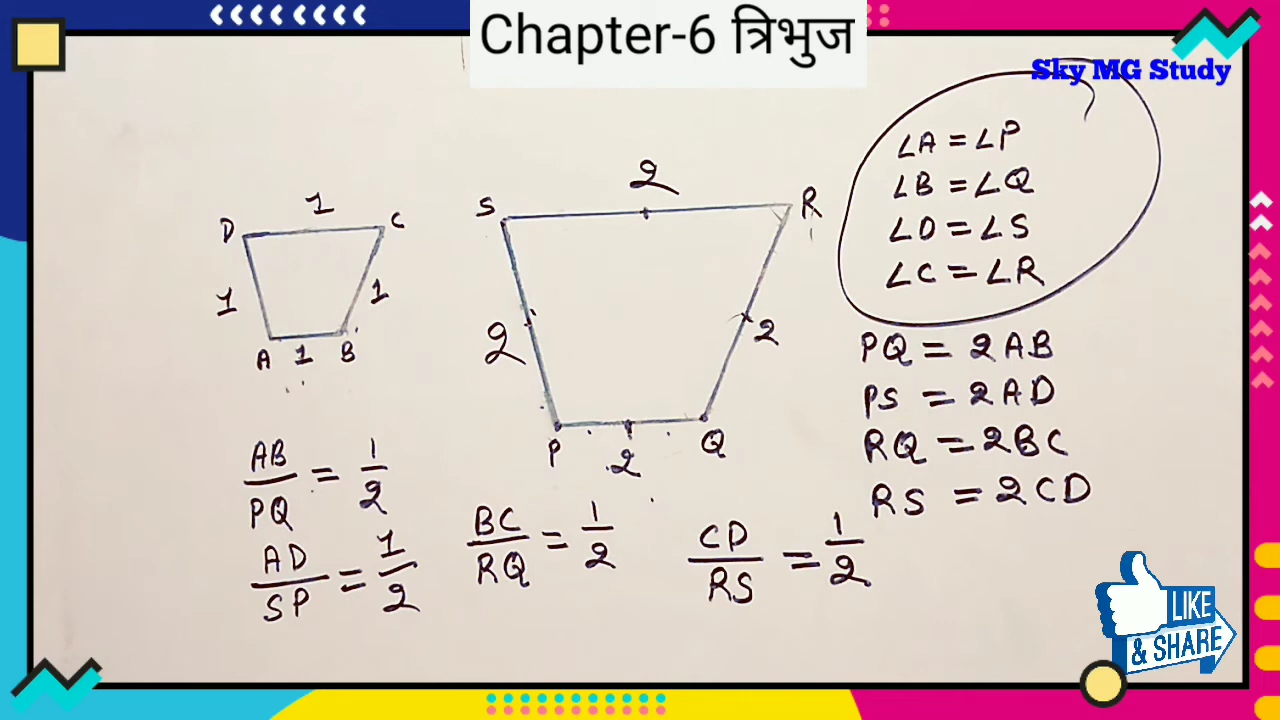 Chapter-6 त्रिभुज
Sky MG Study
∠A = ∠P
∠B = ∠Q
∠D = ∠S
∠C = ∠R
D 1 C
1 1
A 1 B
S 2 R
2 2
P 2 Q
PQ = 2AB
PS = 2AD
RQ = 2BC
RS = 2CD
AB/PQ = 1/2
AD/SP = 1/2
BC/RQ = 1/2
CD/RS = 1/2
LIKE
& SHARE